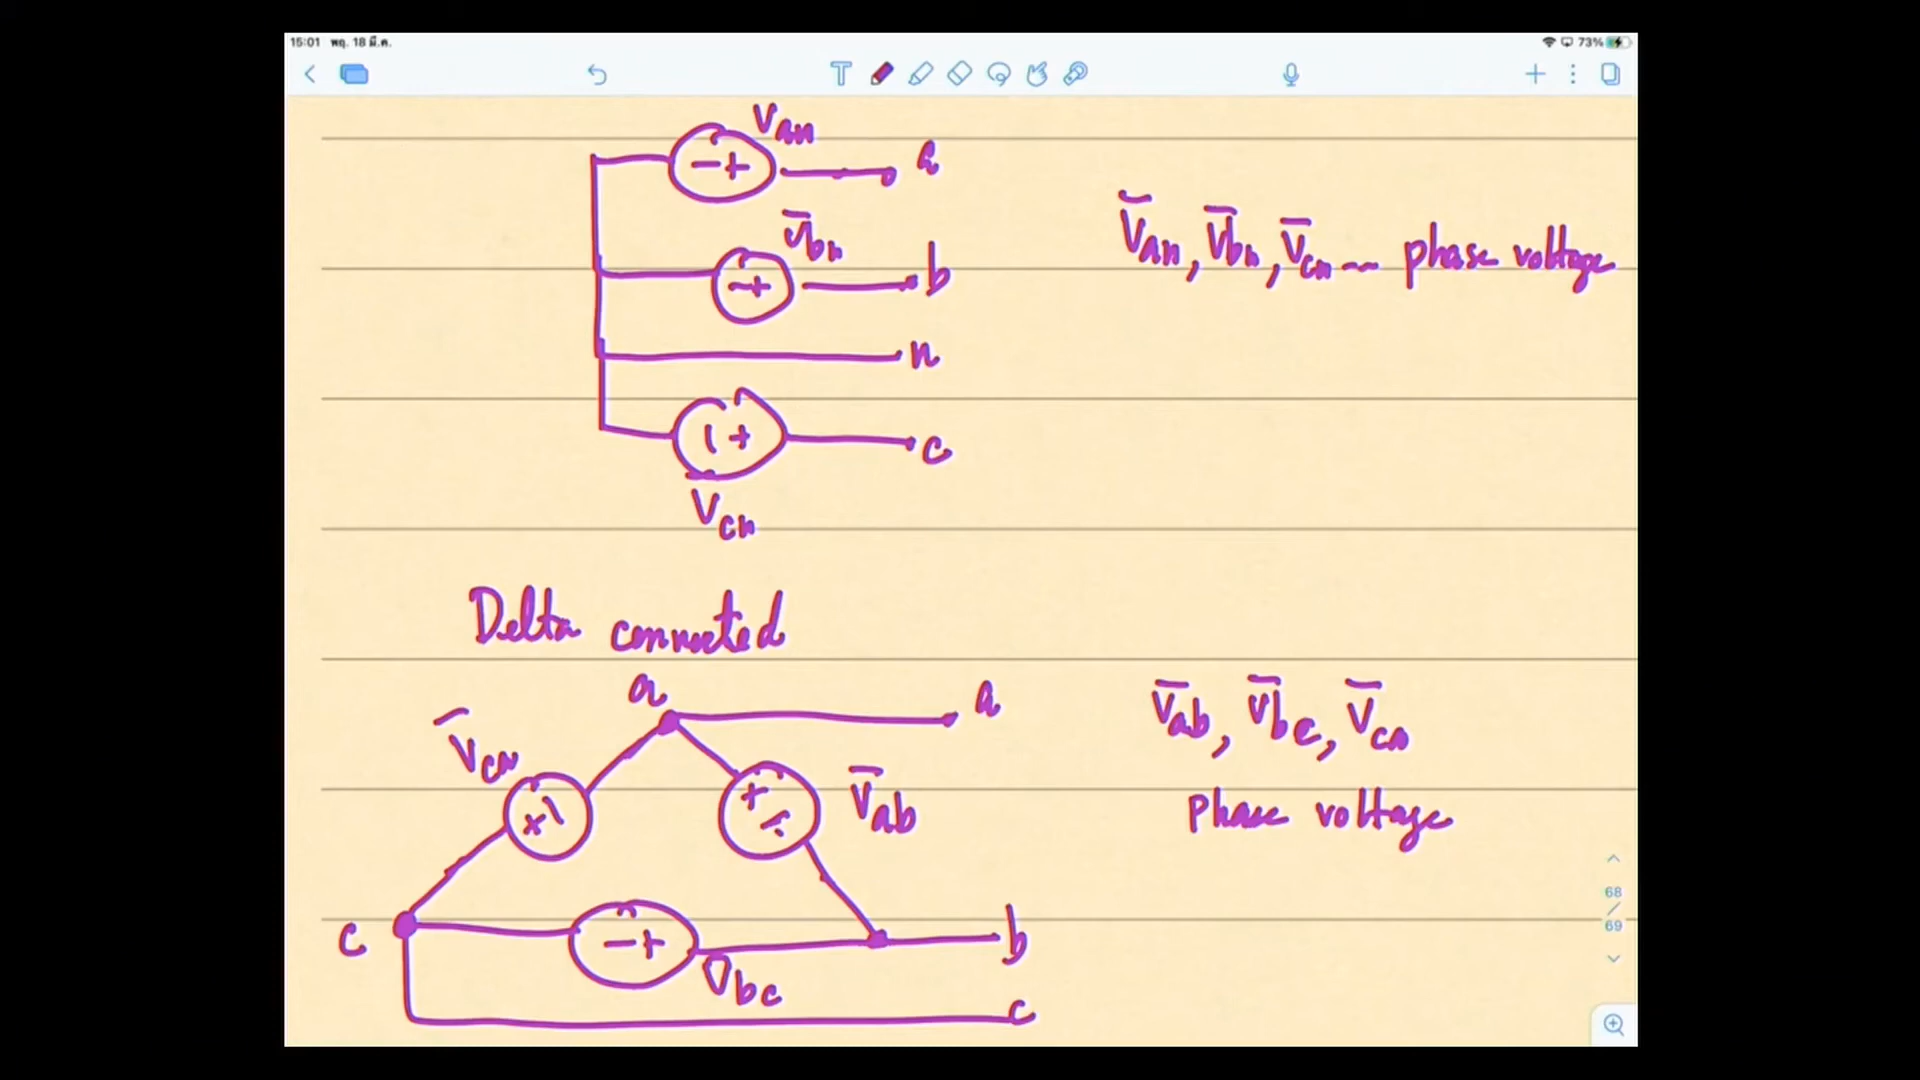 15:01 พฤ. 18 มี.ค.
73%
T
Van
a
V̄an, V̄bn, V̄cn phase voltage
V̄bn
b
n
c
V̄cn
Delta connected
a
a
V̄ab, V̄bc, V̄ca
V̄ca
V̄ab
phase voltage
68
69
c
b
V̄bc
c